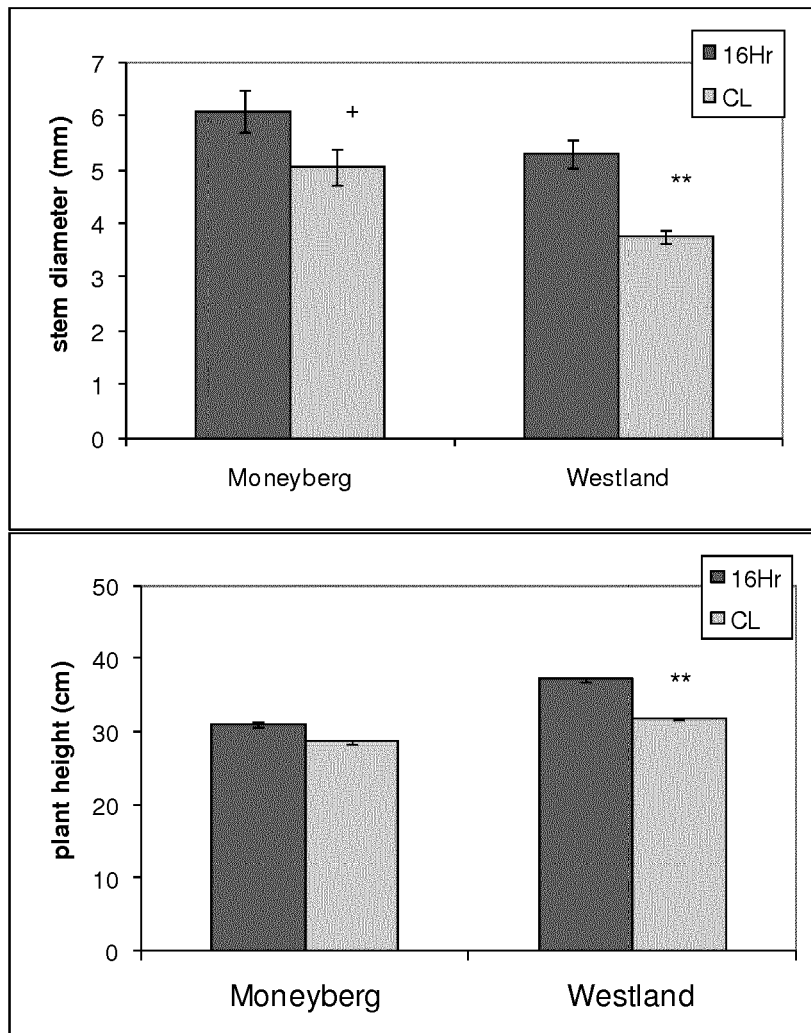 16Hr
CL
7
6
5
4
3
2
1
0
stem diameter (mm)
+
**
Moneyberg Westland
16Hr
CL
50
40
30
20
10
0
plant height (cm)
**
Moneyberg Westland